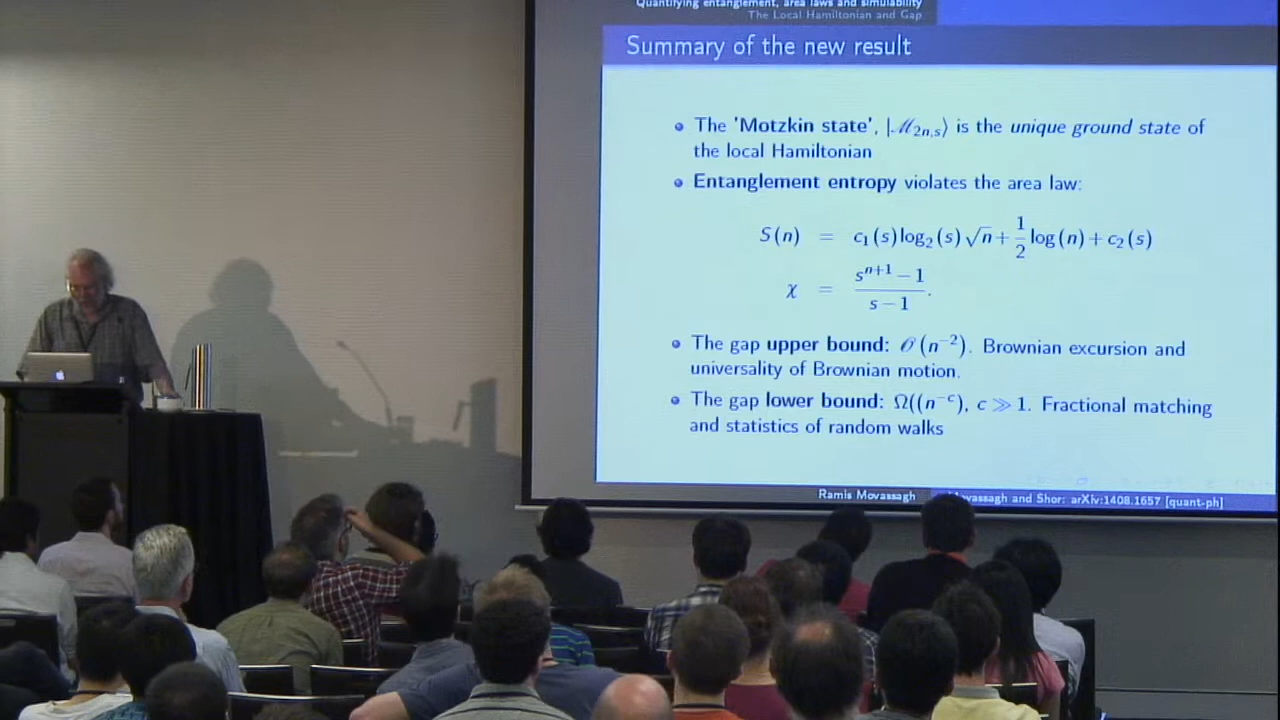 Quantifying entanglement, area laws and simulability
The Local Hamiltonian and Gap
Summary of the new result
The 'Motzkin state', |ℳ₂ₙ,ₛ⟩ is the unique ground state of
the local Hamiltonian
Entanglement entropy violates the area law:
S(n) = c₁(s) log₂(s) √n + 1/2 log(n) + c₂(s)
χ = (sⁿ⁺¹ − 1)/(s − 1).
The gap upper bound: 𝒪(n⁻²). Brownian excursion and
universality of Brownian motion.
The gap lower bound: Ω((n⁻ᶜ), c ≫ 1. Fractional matching
and statistics of random walks
Ramis Movassagh Movassagh and Shor: arXiv:1408.1657 [quant-ph]